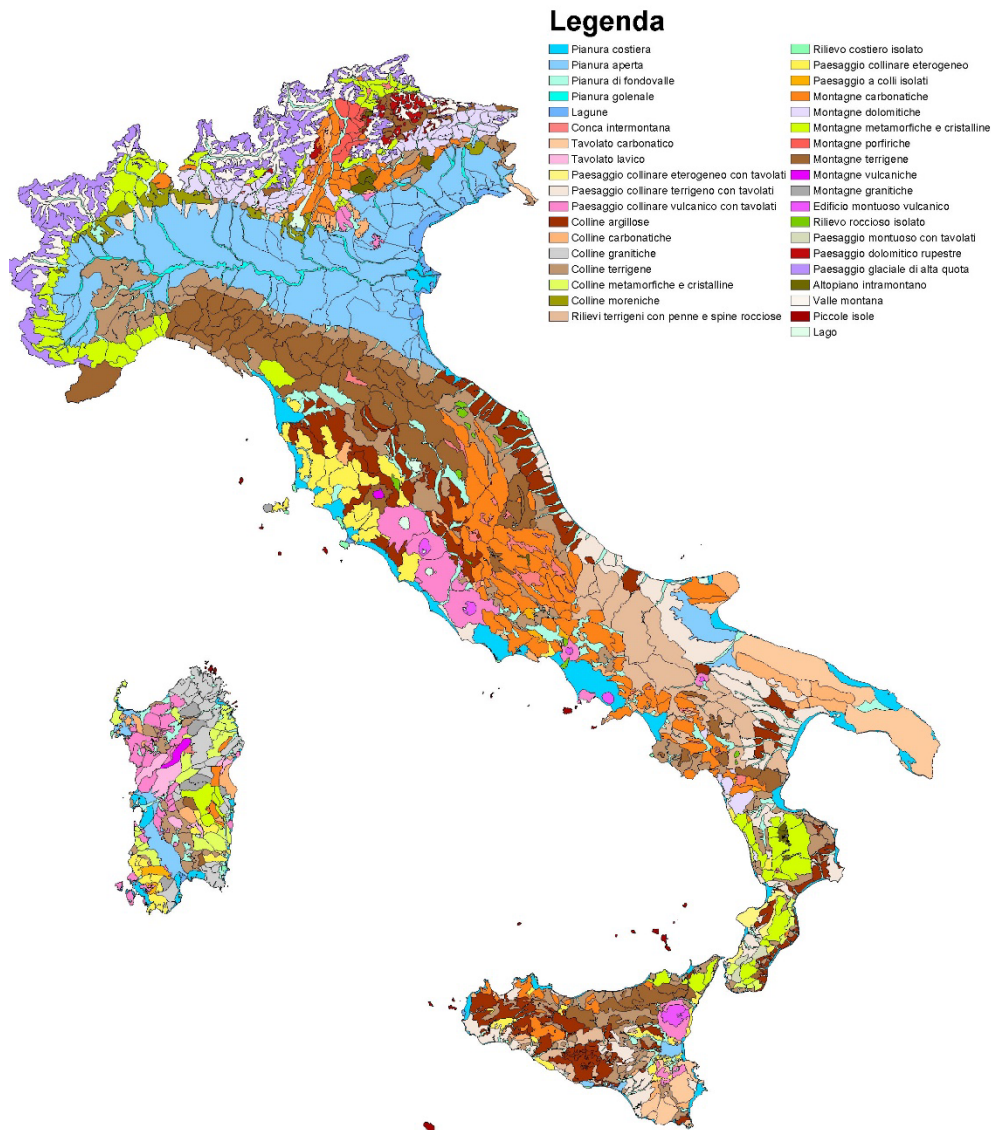 Legenda
Pianura costiera
Pianura aperta
Pianura di fondovalle
Pianura golenale
Lagune
Conca intermontana
Tavolato carbonatico
Tavolato lavico
Paesaggio collinare eterogeneo con tavolati
Paesaggio collinare terrigeno con tavolati
Paesaggio collinare vulcanico con tavolati
Colline argillose
Colline carbonatiche
Colline granitiche
Colline terrigene
Colline metamorfiche e cristalline
Colline moreniche
Rilievi terrigeni con penne e spine rocciose
Rilievo costiero isolato
Paesaggio collinare eterogeneo
Paesaggio a colli isolati
Montagne carbonatiche
Montagne dolomitiche
Montagne metamorfiche e cristalline
Montagne porfiriche
Montagne terrigene
Montagne vulcaniche
Montagne granitiche
Edificio montuoso vulcanico
Rilievo roccioso isolato
Paesaggio montuoso con tavolati
Paesaggio dolomitico rupestre
Paesaggio glaciale di alta quota
Altopiano intramontano
Valle montana
Piccole isole
Lago